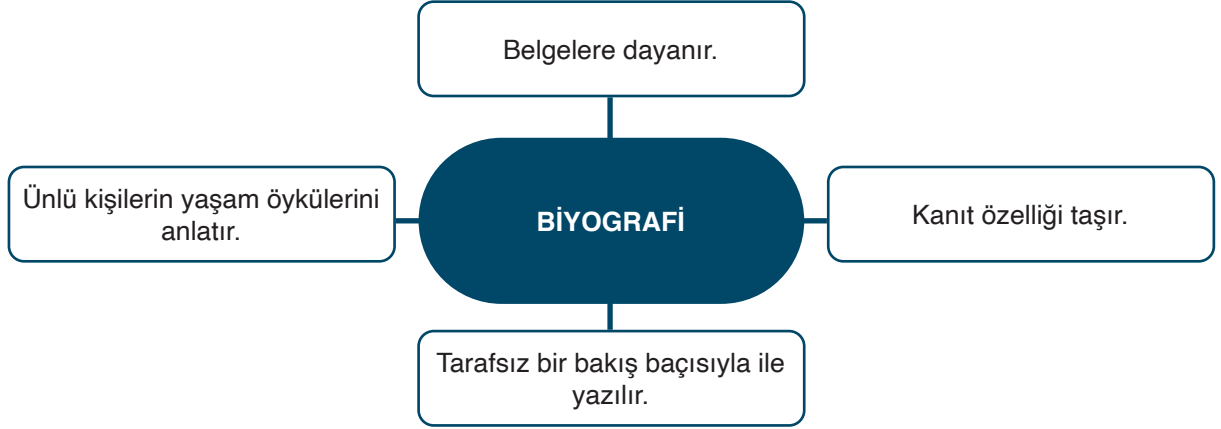 Belgelere dayanır.
Ünlü kişilerin yaşam öykülerini
anlatır.
BİYOGRAFİ
Kanıt özelliği taşır.
Tarafsız bir bakış baçısıyla ile
yazılır.